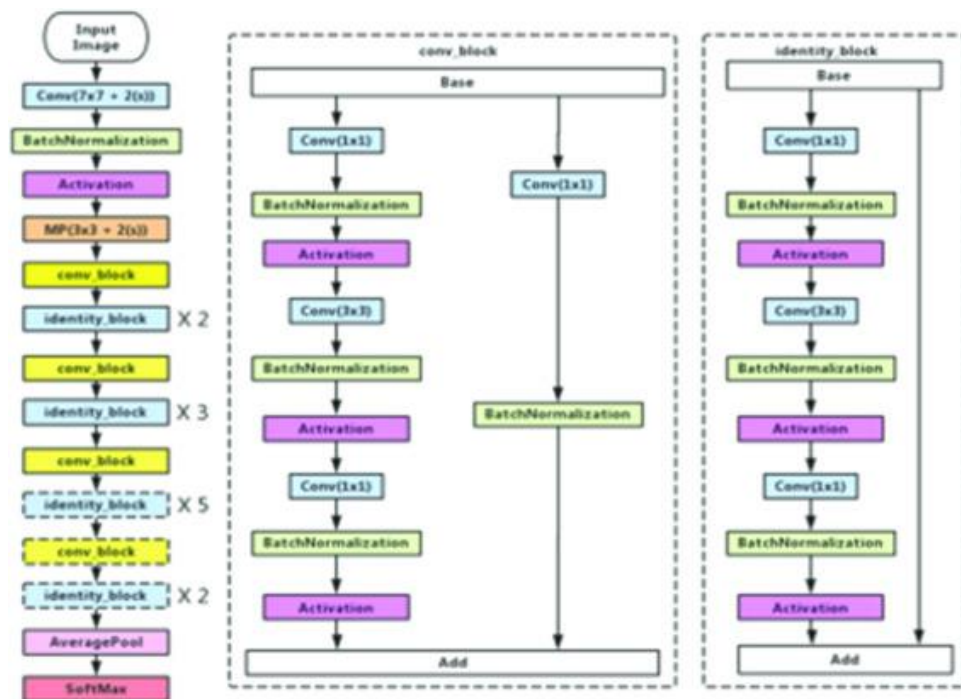 Input
Image
Conv(7x7 + 2(s))
BatchNormalization
Activation
MP(3x3 + 2(s))
conv_block
identity_block X 2
conv_block
identity_block X 3
conv_block
identity_block X 5
conv_block
identity_block X 2
AveragePool
SoftMax
conv_block
Base
Conv(1x1)
BatchNormalization
Activation
Conv(3x3)
BatchNormalization
Activation
Conv(1x1)
BatchNormalization
Activation
Conv(1x1)
BatchNormalization
Add
identity_block
Base
Conv(1x1)
BatchNormalization
Activation
Conv(3x3)
BatchNormalization
Activation
Conv(1x1)
BatchNormalization
Activation
Add